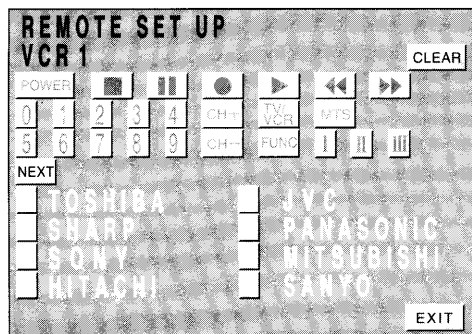 REMOTE SET UP
VCR 1
CLEAR
POWER
0 1 2 3 4 CH+ TV/VCR MTS
5 6 7 8 9 CH— FUNC I II III
NEXT
TOSHIBA JVC
SHARP PANASONIC
SONY MITSUBISHI
HITACHI SANYO
EXIT